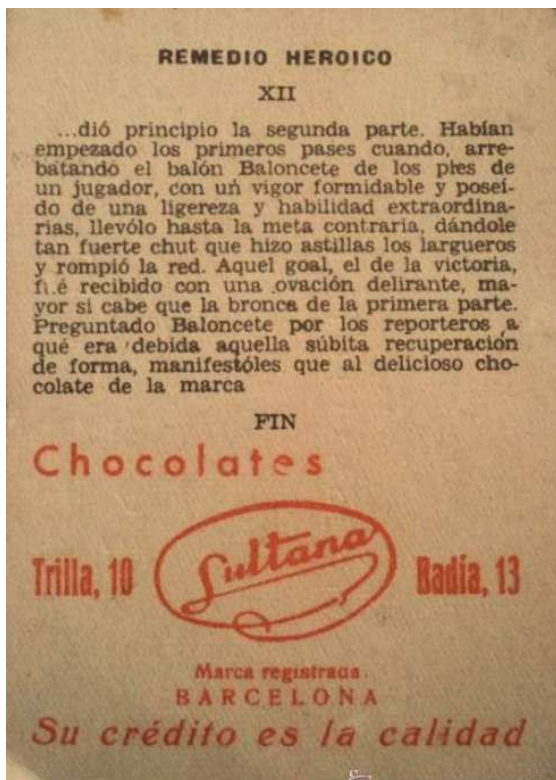 REMEDIO HEROICO
XII
...dió principio la segunda parte. Habían
empezado los primeros pases cuando, arre-
batando el balón Baloncete de los pies de
un jugador, con un vigor formidable y poseí-
do de una ligereza y habilidad extraordina-
rias, llevólo hasta la meta contraria, dándole
tan fuerte chut que hizo astillas los largueros
y rompió la red. Aquel goal, el de la victoria,
fué recibido con una ovación delirante, ma-
yor si cabe que la bronca de la primera parte.
Preguntado Baloncete por los reporteros a
qué era debida aquella súbita recuperación
de forma, manifestóles que al delicioso cho-
colate de la marca
FIN
Chocolates
Trilla, 10 Sultana Badía, 13
Marca registrada.
BARCELONA
Su crédito es la calidad